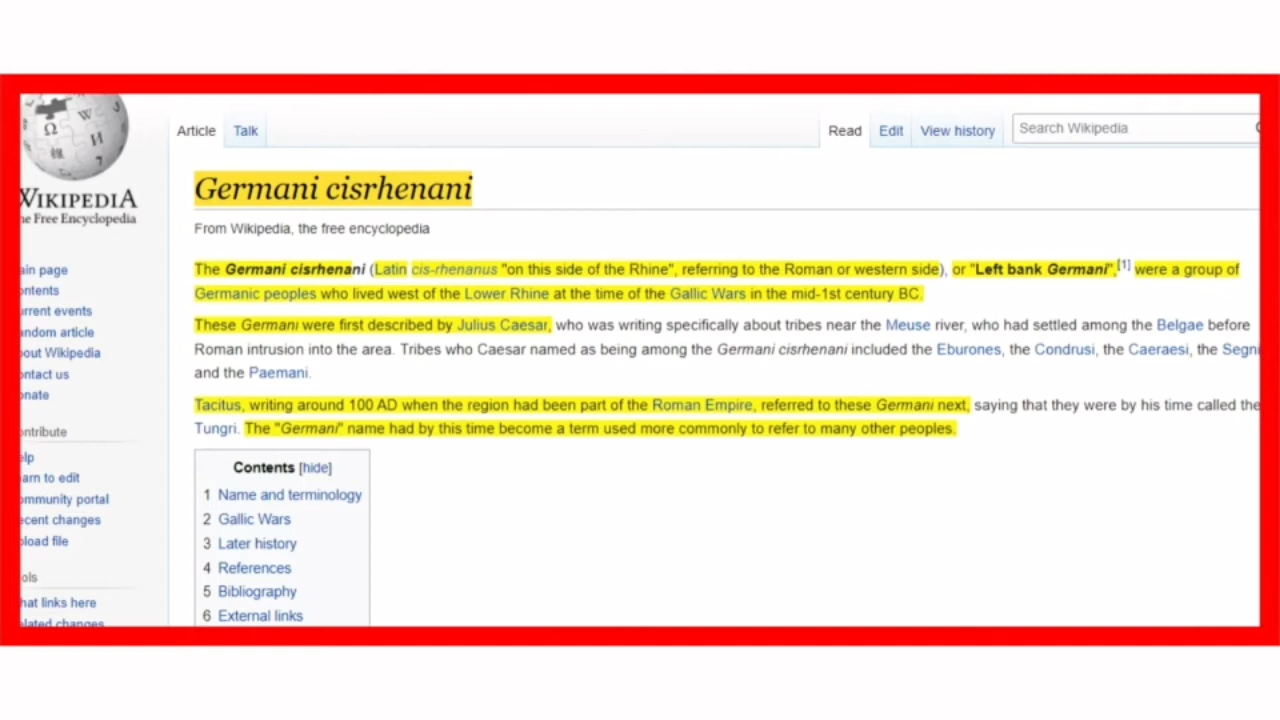 Article Talk Read Edit View history Search Wikipedia
WIKIPEDIA
Free Encyclopedia
Germani cisrhenani
From Wikipedia, the free encyclopedia
The Germani cisrhenani (Latin cis-rhenanus "on this side of the Rhine", referring to the Roman or western side), or "Left bank Germani",[1] were a group of
Germanic peoples who lived west of the Lower Rhine at the time of the Gallic Wars in the mid-1st century BC.
These Germani were first described by Julius Caesar, who was writing specifically about tribes near the Meuse river, who had settled among the Belgae before
Roman intrusion into the area. Tribes who Caesar named as being among the Germani cisrhenani included the Eburones, the Condrusi, the Caeraesi, the Segni
and the Paemani.
Tacitus, writing around 100 AD when the region had been part of the Roman Empire, referred to these Germani next, saying that they were by his time called the
Tungri. The "Germani" name had by this time become a term used more commonly to refer to many other peoples.
Contents [hide]
1 Name and terminology
2 Gallic Wars
3 Later history
4 References
5 Bibliography
6 External links
ain page
ontents
urrent events
andom article
bout Wikipedia
ontact us
onate
ontribute
elp
arn to edit
ommunity portal
ecent changes
pload file
ols
hat links here
elated changes